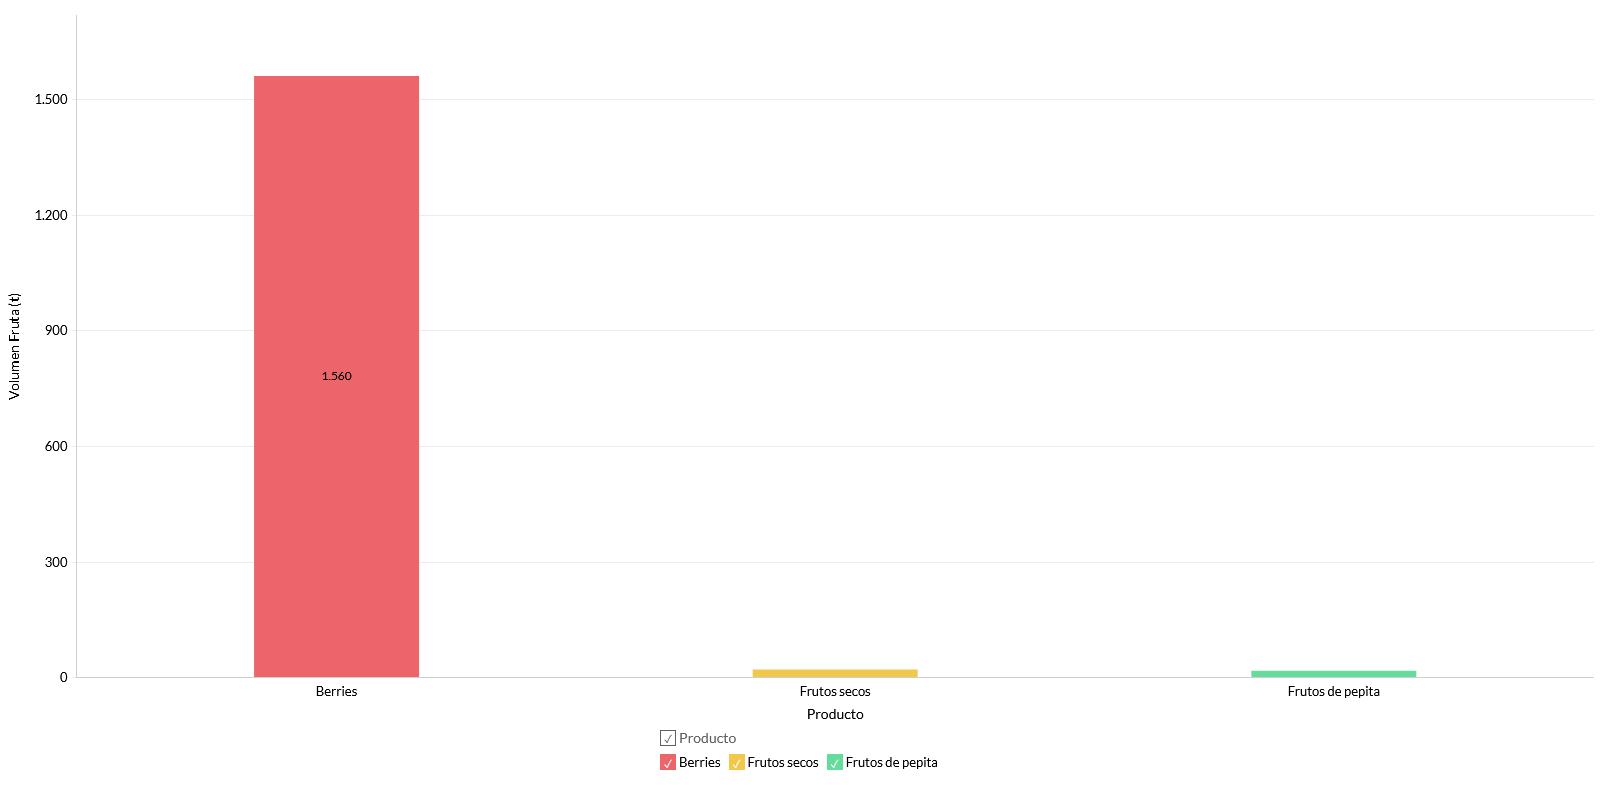 Volumen Fruta (t)
1.500
1.200
900
600
300
0
1.560
Berries
Frutos secos
Frutos de pepita
Producto
Producto
Berries Frutos secos Frutos de pepita